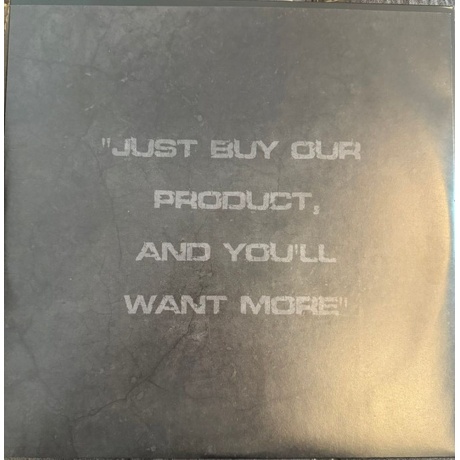 "JUST BUY OUR
PRODUCT,
AND YOU'LL
WANT MORE"